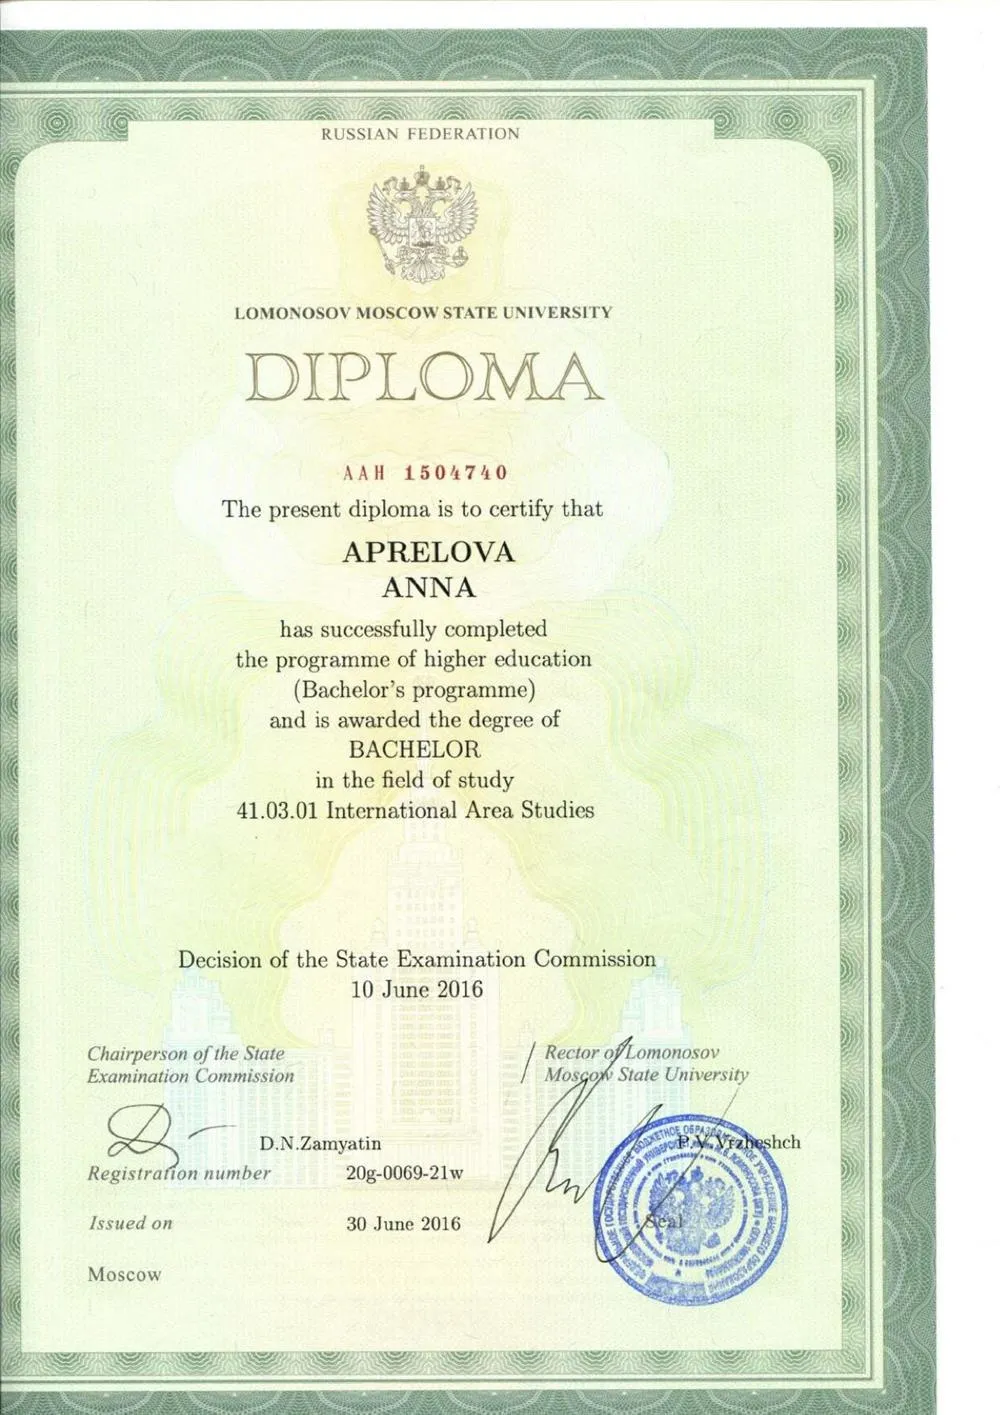 RUSSIAN FEDERATION
LOMONOSOV MOSCOW STATE UNIVERSITY
DIPLOMA
ААН 1504740
The present diploma is to certify that
APRELOVA
ANNA
has successfully completed
the programme of higher education
(Bachelor's programme)
and is awarded the degree of
BACHELOR
in the field of study
41.03.01 International Area Studies
Decision of the State Examination Commission
10 June 2016
Chairperson of the State
Examination Commission
D.N.Zamyatin
Rector of Lomonosov
Moscow State University
P.V.Vrzheshch
Registration number 20g-0069-21w
Issued on 30 June 2016
Seal
Moscow